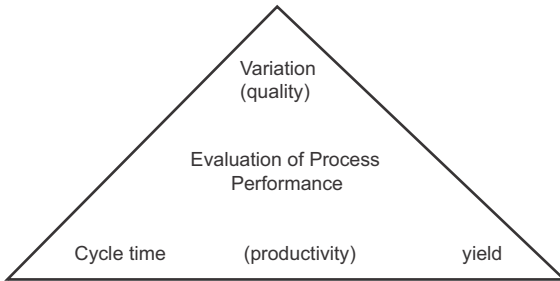 Variation
(quality)
Evaluation of Process
Performance
Cycle time (productivity) yield